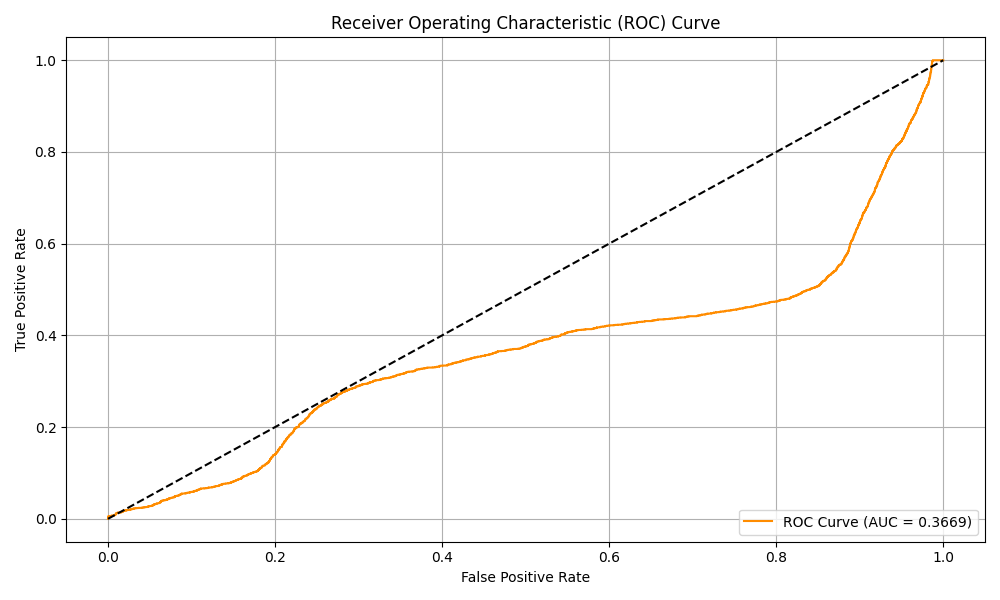 Receiver Operating Characteristic (ROC) Curve
True Positive Rate
1.0
0.8
0.6
0.4
0.2
0.0
ROC Curve (AUC = 0.3669)
0.0 0.2 0.4 0.6 0.8 1.0
False Positive Rate